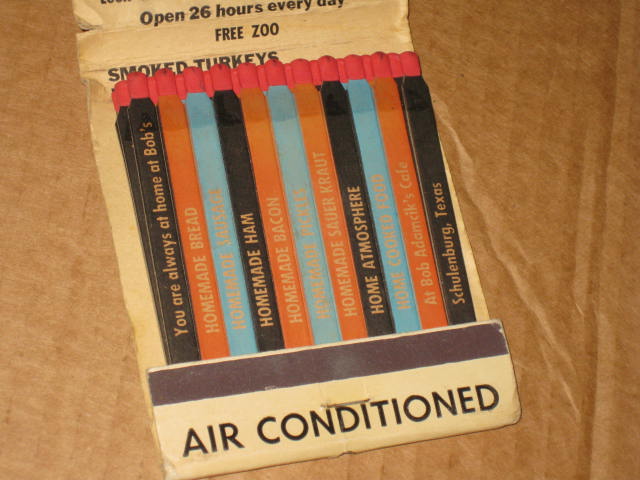 Open 26 hours every day
FREE ZOO
SMOKED TURKEYS
You are always at home at Bob's
HOMEMADE BREAD
HOMEMADE SAUSAGE
HOMEMADE HAM
HOMEMADE BACON
HOMEMADE
HOMEMADE SAUER KRAUT
HOME ATMOSPHERE
HOME COOKED FOOD
At Bob Adamcik's Cafe
Schulenburg, Texas
AIR CONDITIONED